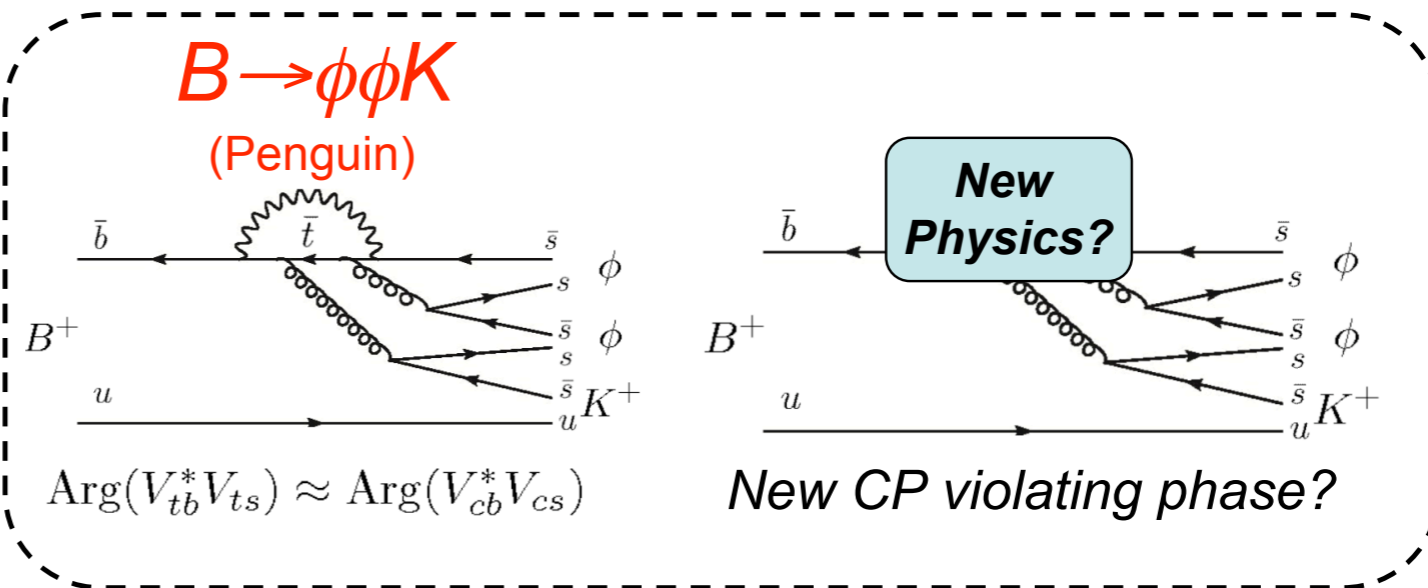 B→ϕϕK
(Penguin)
b̄
t̄
s̄
ϕ
s
B⁺
s̄
ϕ
s
s̄
K⁺
u
u
Arg(V*tbVts) ≈ Arg(V*cbVcs)
New
Physics?
b̄
s̄
ϕ
s
B⁺
s̄
ϕ
s
s̄
K⁺
u
u
New CP violating phase?